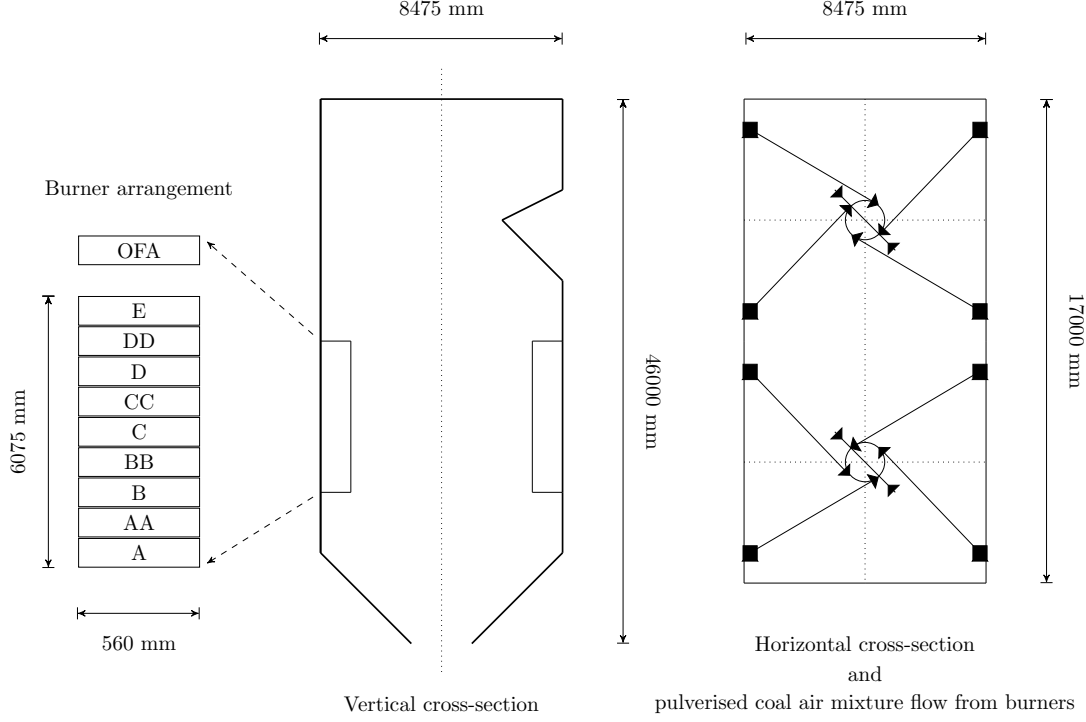 8475 mm
8475 mm
Burner arrangement
OFA
E
DD
D
CC
C
BB
B
AA
A
6075 mm
560 mm
46000 mm
17000 mm
Vertical cross-section
Horizontal cross-section
and
pulverised coal air mixture flow from burners